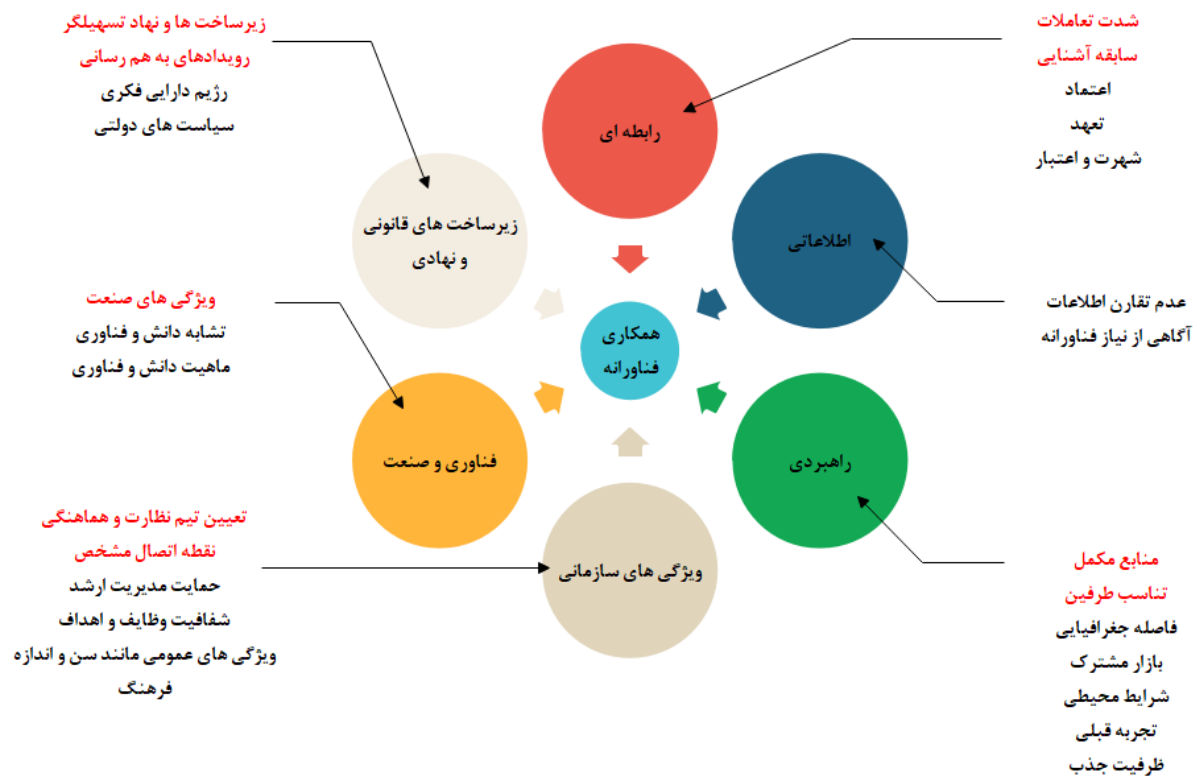 شدت تعاملات
سابقه آشنایی
اعتماد
تعهد
شهرت و اعتبار
رابطه ای
زیرساخت ها و نهاد تسهیلگر
رویدادهای به هم رسانی
رژیم دارایی فکری
سیاست های دولتی
اطلاعاتی
زیرساخت های قانونی
و نهادی
عدم تقارن اطلاعات
آگاهی از نیاز فناورانه
همکاری
فناورانه
ویژگی های صنعت
تشابه دانش و فناوری
ماهیت دانش و فناوری
راهبردی
فناوری و صنعت
منابع مکمل
تناسب طرفین
فاصله جغرافیایی
بازار مشترک
شرایط محیطی
تجربه قبلی
ظرفیت جذب
ویژگی های سازمانی
تعیین تیم نظارت و هماهنگی
نقطه اتصال مشخص
حمایت مدیریت ارشد
شفافیت وظایف و اهداف
ویژگی های عمومی مانند سن و اندازه
فرهنگ